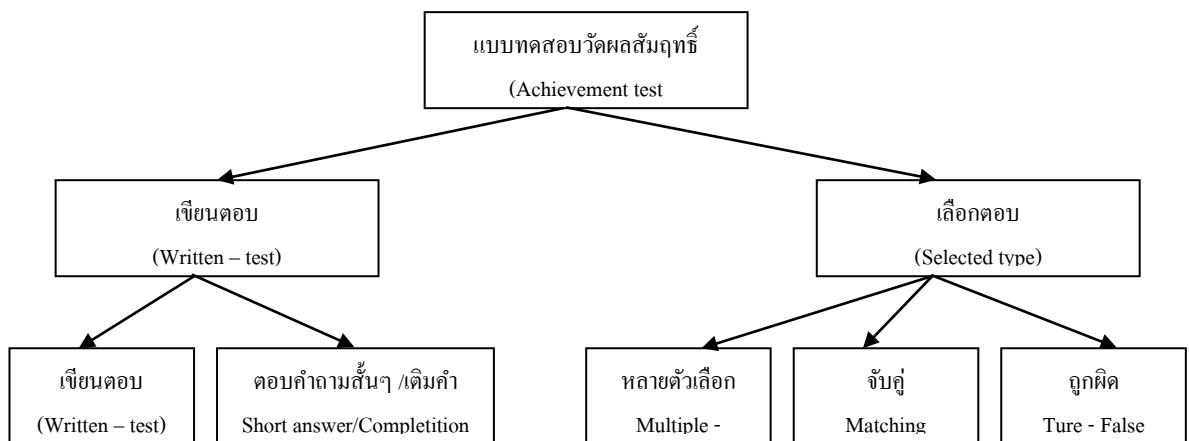 แบบทดสอบวัดผลสัมฤทธิ์
(Achievement test
เขียนตอบ
(Written – test)
เลือกตอบ
(Selected type)
เขียนตอบ
(Written – test)
ตอบคำถามสั้นๆ /เติมคำ
Short answer/Completition
หลายตัวเลือก
Multiple -
จับคู่
Matching
ถูกผิด
Ture - False